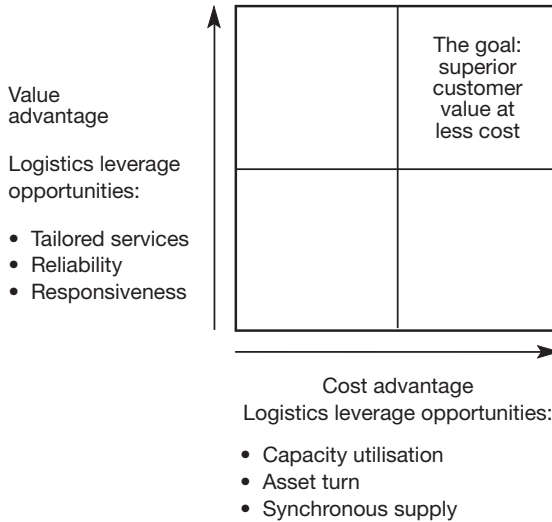 The goal:
superior
customer
value at
less cost
Value
advantage
Logistics leverage
opportunities:
• Tailored services
• Reliability
• Responsiveness
Cost advantage
Logistics leverage opportunities:
• Capacity utilisation
• Asset turn
• Synchronous supply